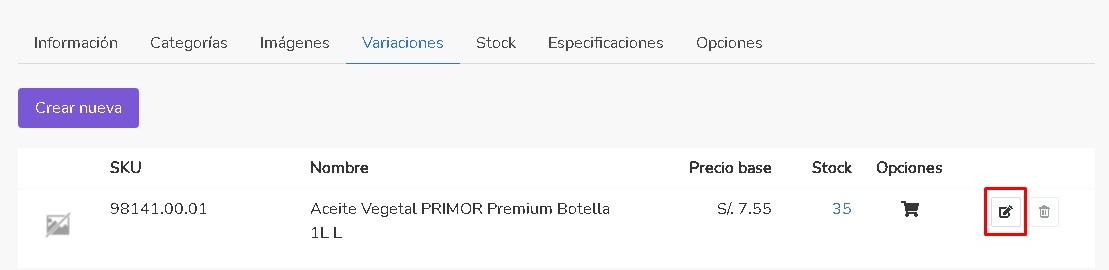 Información Categorías Imágenes Variaciones Stock Especificaciones Opciones
Crear nueva
SKU Nombre Precio base Stock Opciones
98141.00.01 Aceite Vegetal PRIMOR Premium Botella S/. 7.55 35
1L L